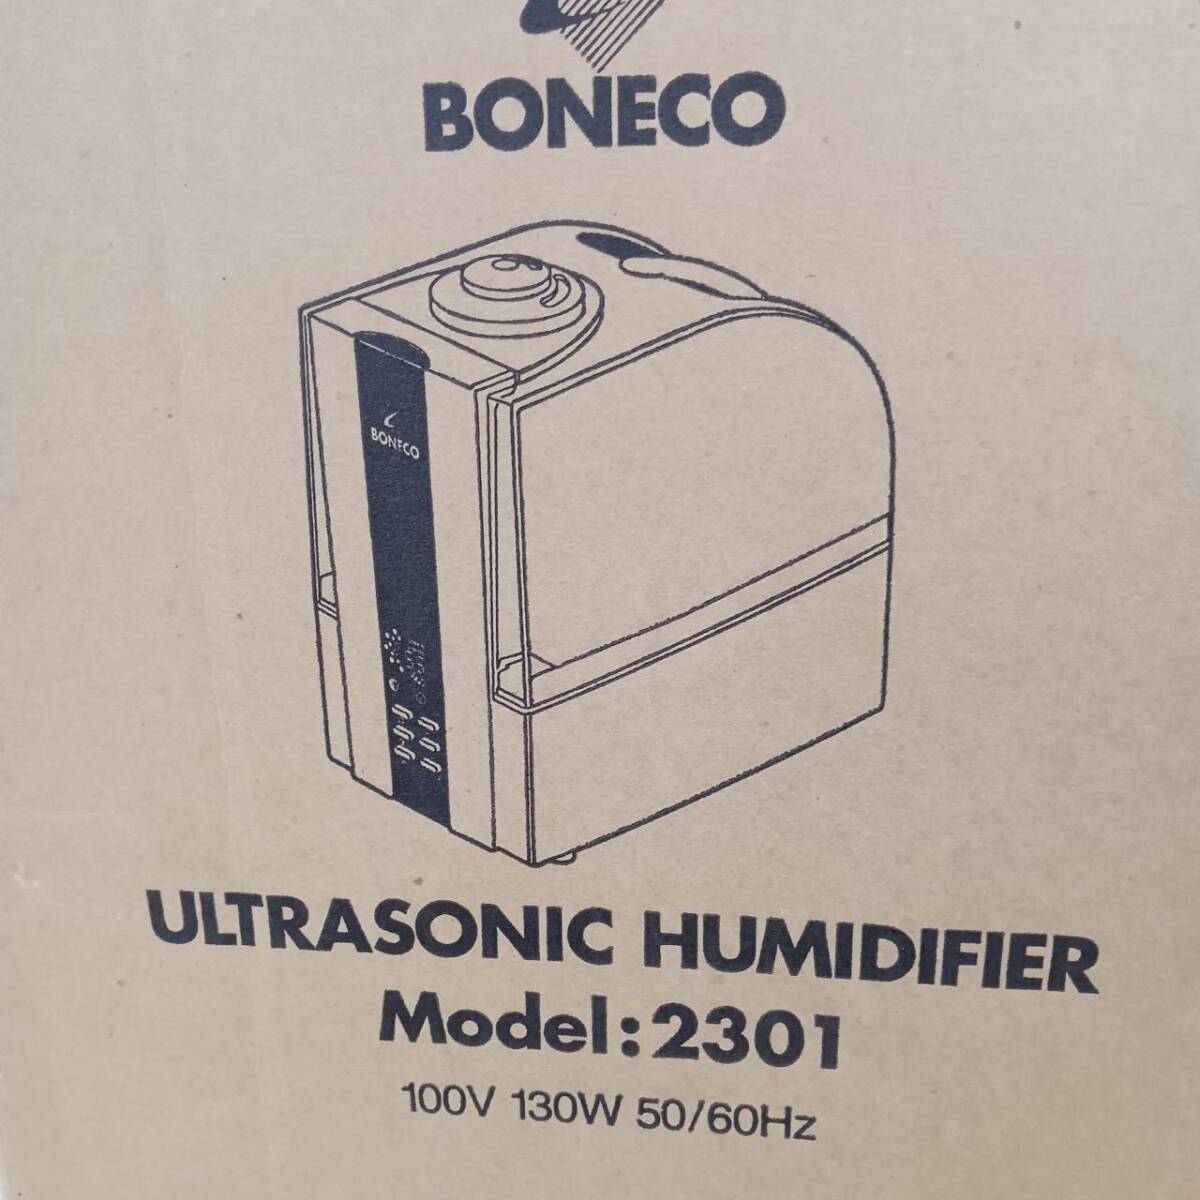 BONECO
BONECO
ULTRASONIC HUMIDIFIER
Model:2301
100V 130W 50/60Hz